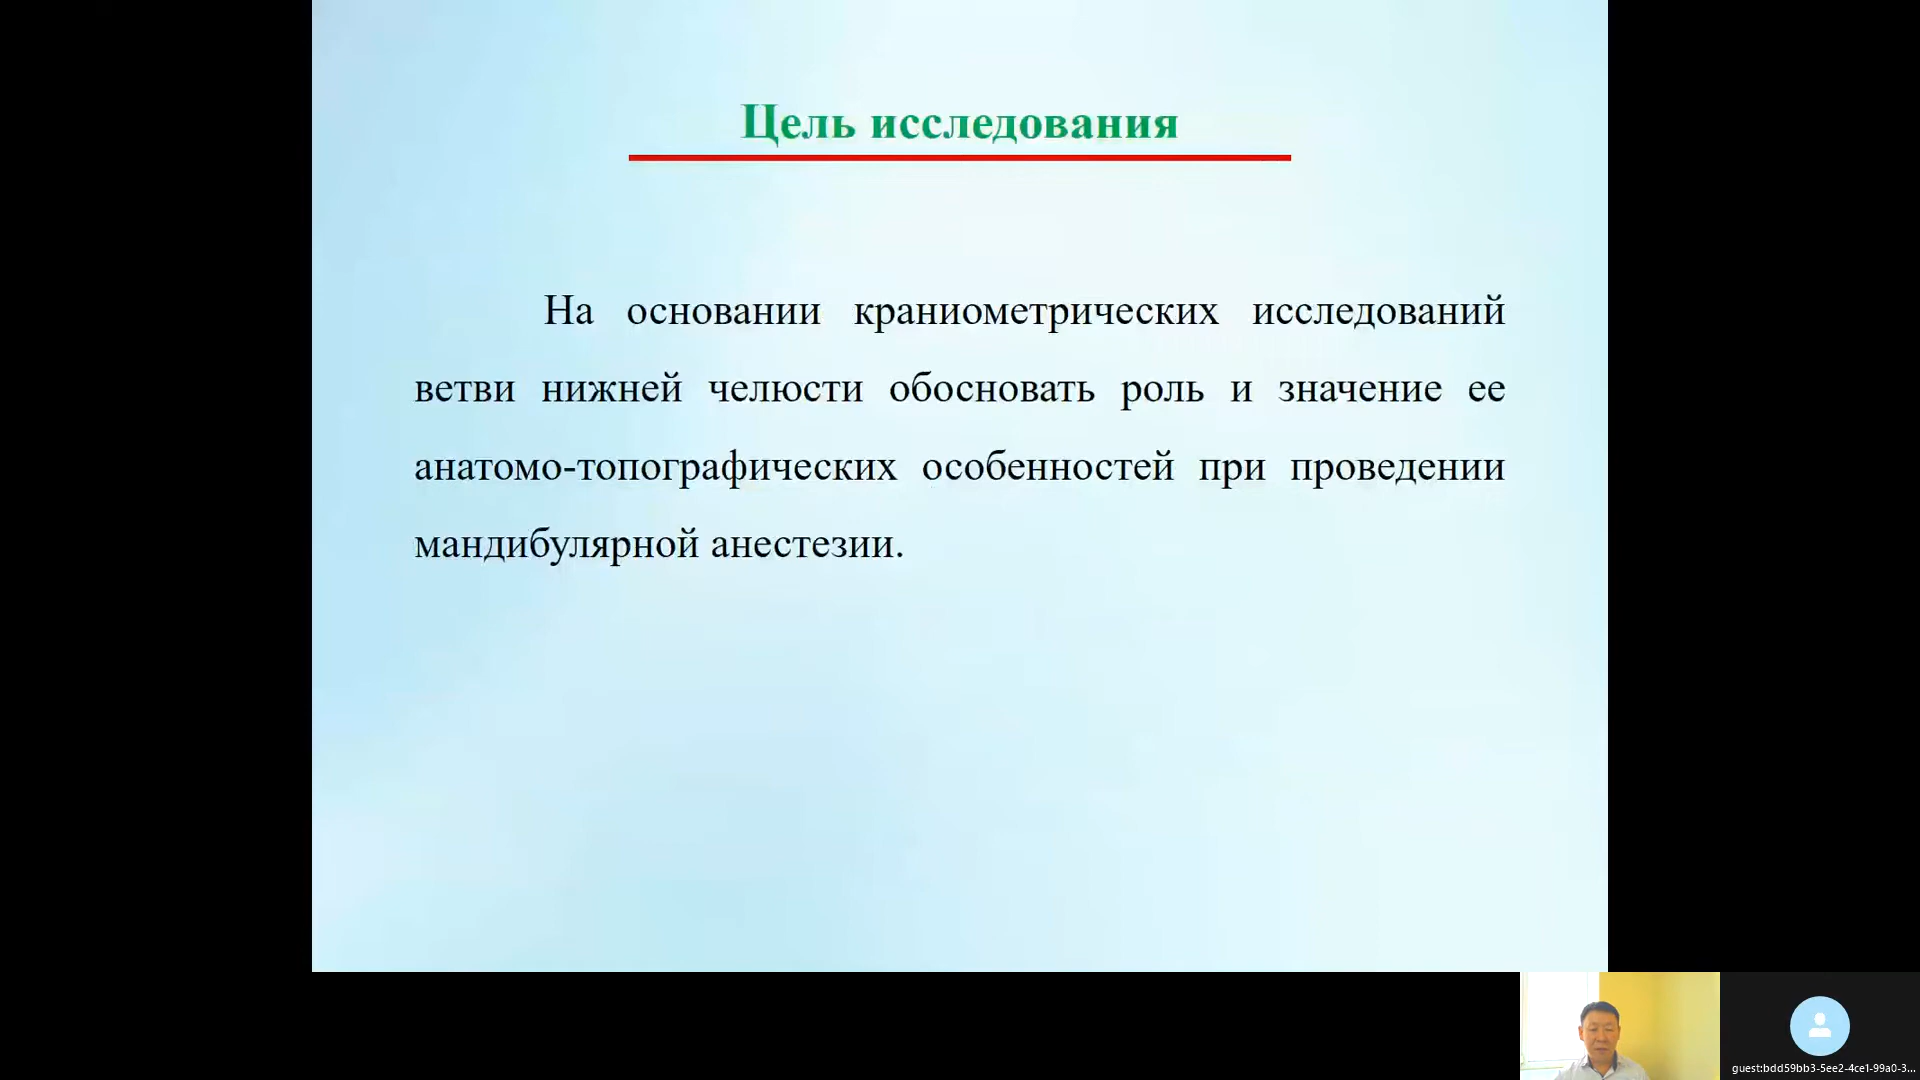 Цель исследования
На основании краниометрических исследований
ветви нижней челюсти обосновать роль и значение ее
анатомо-топографических особенностей при проведении
мандибулярной анестезии.
guest:bdd59bb3-5ee2-4ce1-99a0-3...